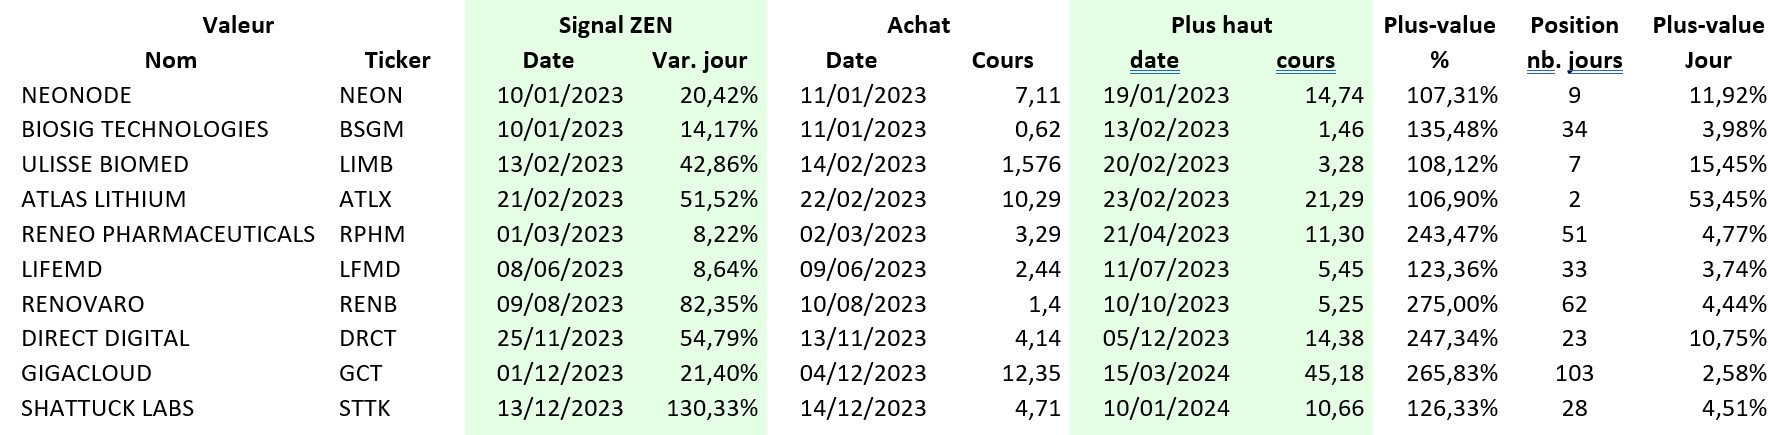 Valeur Signal ZEN Achat Plus haut Plus-value Position Plus-value
Nom Ticker Date Var. jour Date Cours date cours % nb. jours Jour
NEONODE NEON 10/01/2023 20,42% 11/01/2023 7,11 19/01/2023 14,74 107,31% 9 11,92%
BIOSIG TECHNOLOGIES BSGM 10/01/2023 14,17% 11/01/2023 0,62 13/02/2023 1,46 135,48% 34 3,98%
ULISSE BIOMED LIMB 13/02/2023 42,86% 14/02/2023 1,576 20/02/2023 3,28 108,12% 7 15,45%
ATLAS LITHIUM ATLX 21/02/2023 51,52% 22/02/2023 10,29 23/02/2023 21,29 106,90% 2 53,45%
RENEO PHARMACEUTICALS RPHM 01/03/2023 8,22% 02/03/2023 3,29 21/04/2023 11,30 243,47% 51 4,77%
LIFEMD LFMD 08/06/2023 8,64% 09/06/2023 2,44 11/07/2023 5,45 123,36% 33 3,74%
RENOVARO RENB 09/08/2023 82,35% 10/08/2023 1,4 10/10/2023 5,25 275,00% 62 4,44%
DIRECT DIGITAL DRCT 25/11/2023 54,79% 13/11/2023 4,14 05/12/2023 14,38 247,34% 23 10,75%
GIGACLOUD GCT 01/12/2023 21,40% 04/12/2023 12,35 15/03/2024 45,18 265,83% 103 2,58%
SHATTUCK LABS STTK 13/12/2023 130,33% 14/12/2023 4,71 10/01/2024 10,66 126,33% 28 4,51%